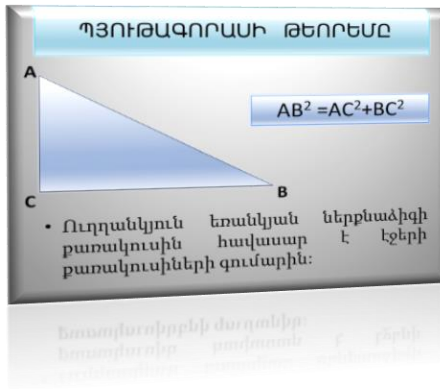 ՊՅՈՒԹԱԳՈՐԱՍԻ ԹԵՈՐԵՄԸ
A
AB² =AC²+BC²
C
B
• Ուղղանկյուն եռանկյան ներքնաձիգի
քառակուսին հավասար է էջերի
քառակուսիների գումարին: